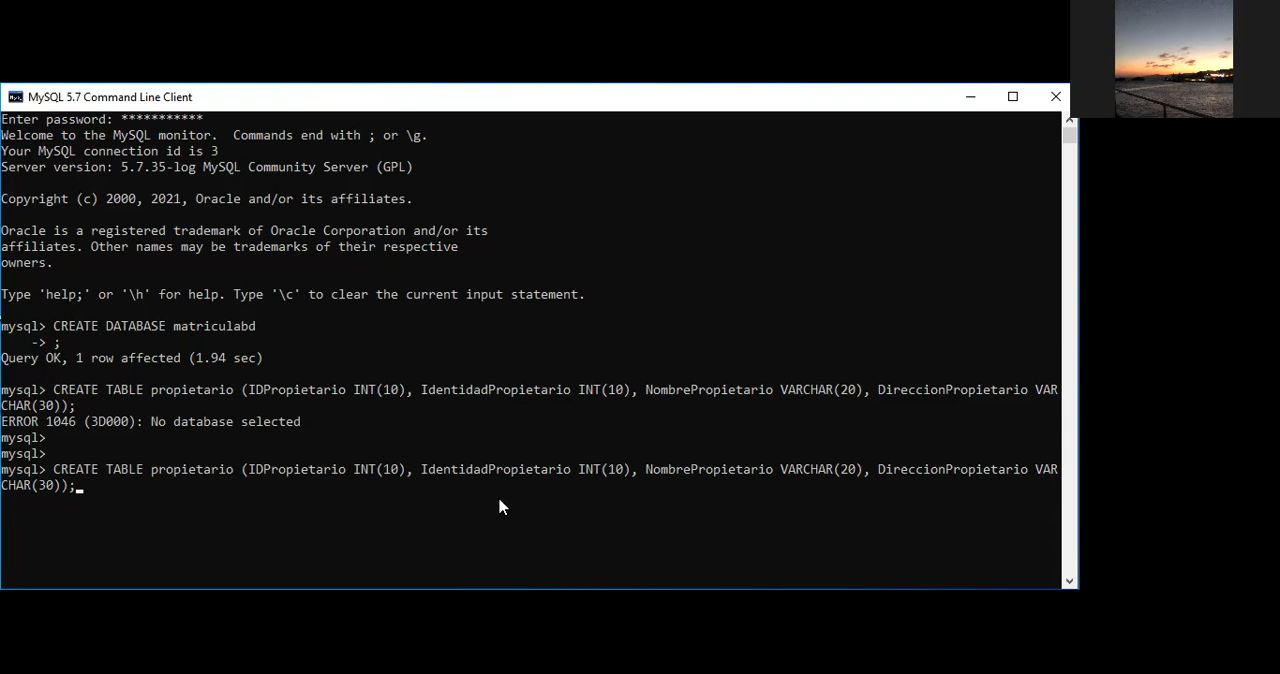 MySQL 5.7 Command Line Client
Enter password: ***********
Welcome to the MySQL monitor.  Commands end with ; or \g.
Your MySQL connection id is 3
Server version: 5.7.35-log MySQL Community Server (GPL)
Copyright (c) 2000, 2021, Oracle and/or its affiliates.
Oracle is a registered trademark of Oracle Corporation and/or its
affiliates. Other names may be trademarks of their respective
owners.
Type 'help;' or '\h' for help. Type '\c' to clear the current input statement.
mysql> CREATE DATABASE matriculabd
    -> ;
Query OK, 1 row affected (1.94 sec)
mysql> CREATE TABLE propietario (IDPropietario INT(10), IdentidadPropietario INT(10), NombrePropietario VARCHAR(20), DireccionPropietario VAR
CHAR(30));
ERROR 1046 (3D000): No database selected
mysql>
mysql>
mysql> CREATE TABLE propietario (IDPropietario INT(10), IdentidadPropietario INT(10), NombrePropietario VARCHAR(20), DireccionPropietario VAR
CHAR(30));